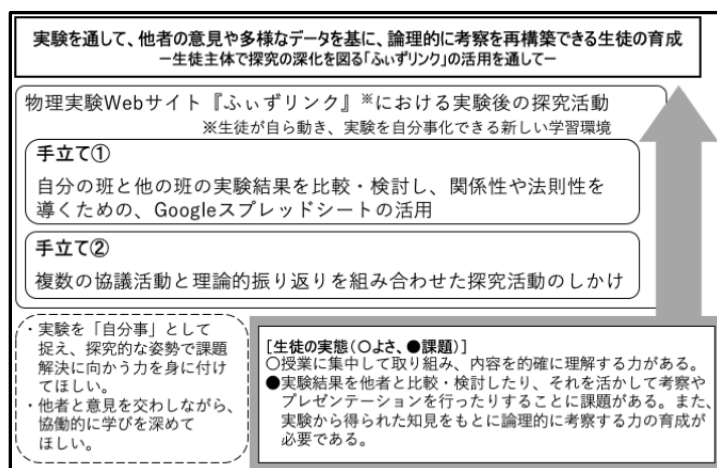 実験を通して、他者の意見や多様なデータを基に、論理的に考察を再構築できる生徒の育成
ー生徒主体で探究の深化を図る「ふぃずリンク」の活用を通してー
物理実験Webサイト『ふぃずリンク』※における実験後の探究活動
※生徒が自ら動き、実験を自分事化できる新しい学習環境
手立て①
自分の班と他の班の実験結果を比較・検討し、関係性や法則性を
導くための、Googleスプレッドシートの活用
手立て②
複数の協議活動と理論的振り返りを組み合わせた探究活動のしかけ
・実験を「自分事」として
捉え、探究的な姿勢で課題
解決に向かう力を身に付け
てほしい。
・他者と意見を交わしながら、
協働的に学びを深めて
ほしい。
[生徒の実態(○よさ、●課題)]
○授業に集中して取り組み、内容を的確に理解する力がある。
●実験結果を他者と比較・検討したり、それを活かして考察や
プレゼンテーションを行ったりすることに課題がある。また、
実験から得られた知見をもとに論理的に考察する力の育成が
必要である。